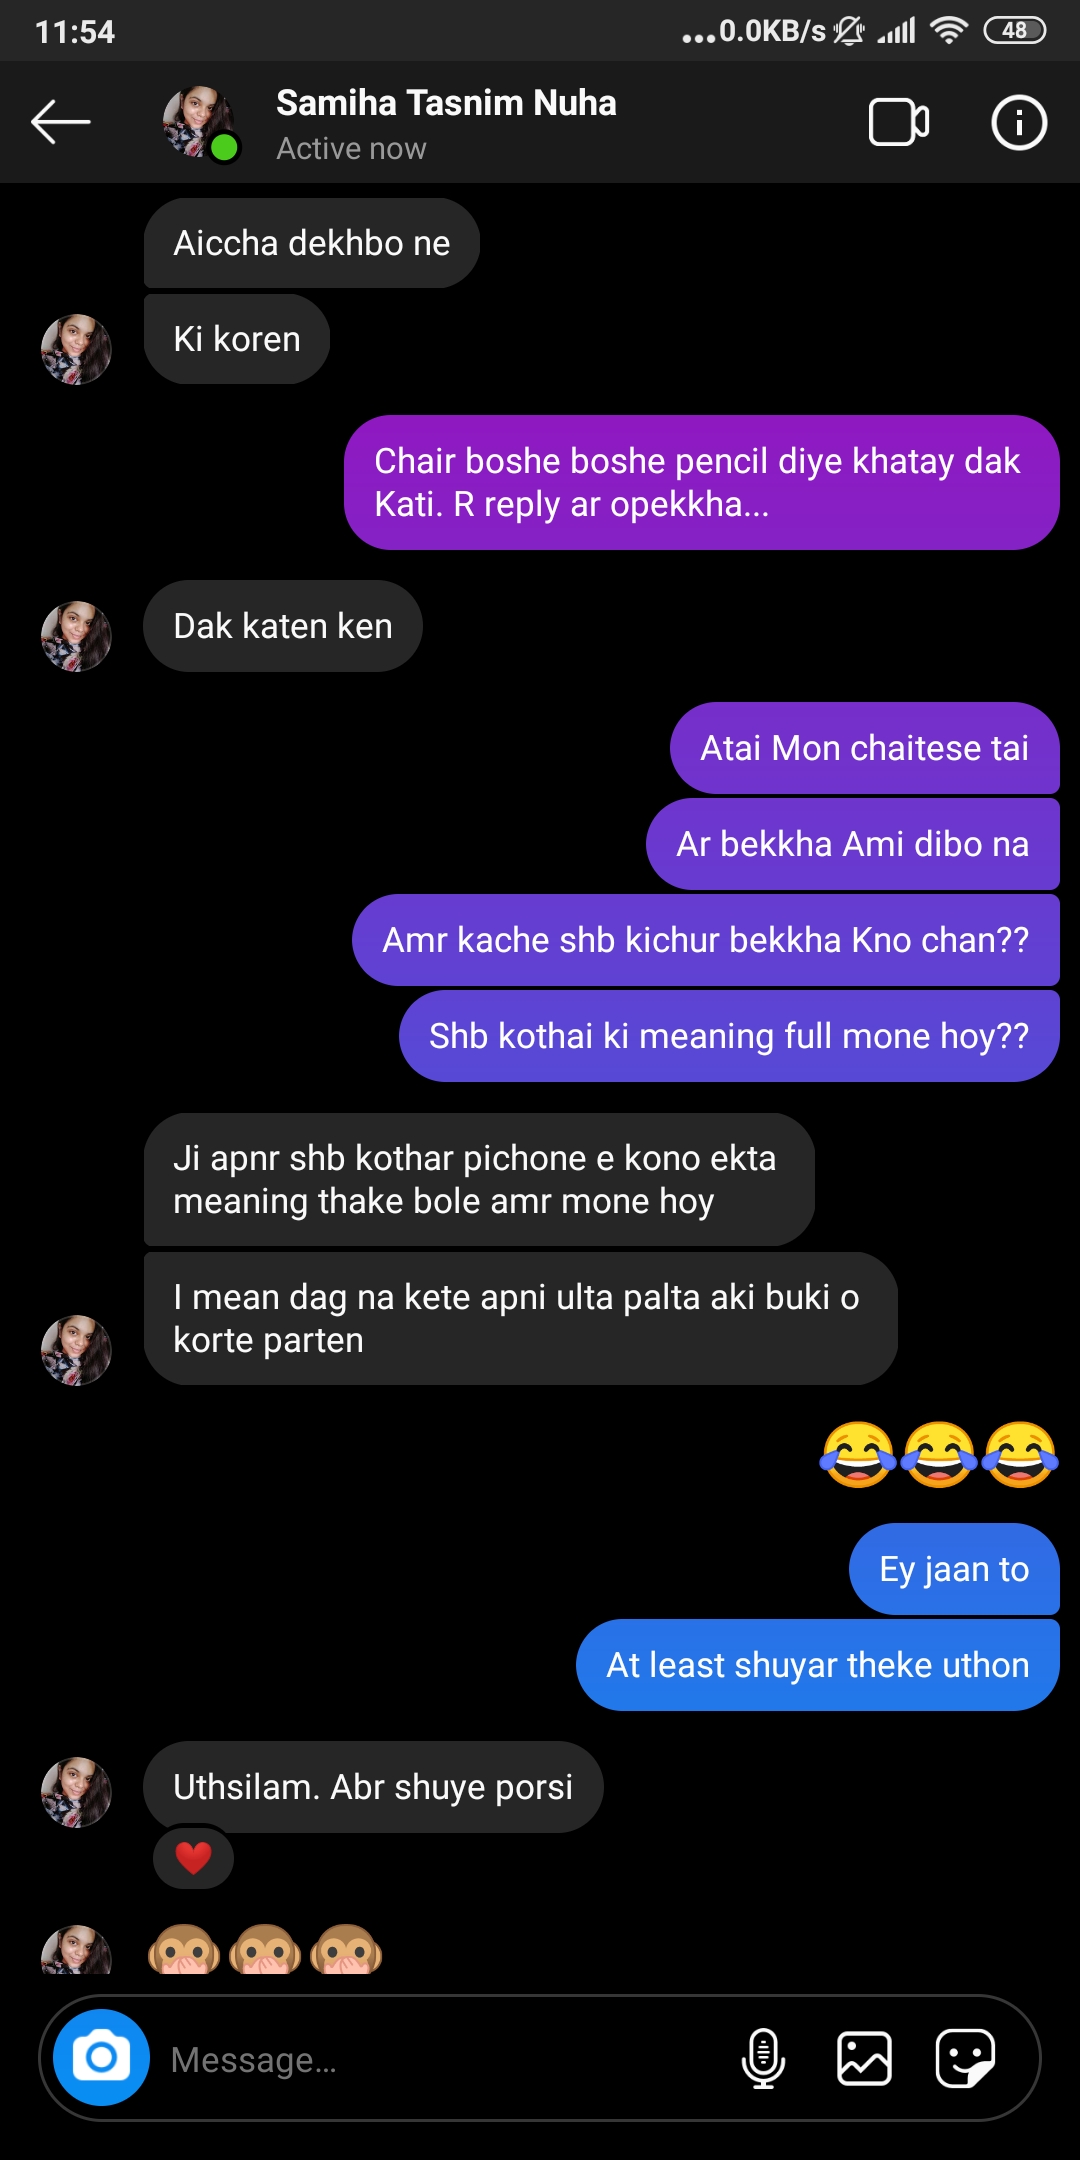 11:54
...0.0KB/s
48
Samiha Tasnim Nuha
Active now
Aiccha dekhbo ne
Ki koren
Chair boshe boshe pencil diye khatay dak
Kati. R reply ar opekkha...
Dak katen ken
Atai Mon chaitese tai
Ar bekkha Ami dibo na
Amr kache shb kichur bekkha Kno chan??
Shb kothai ki meaning full mone hoy??
Ji apnr shb kothar pichone e kono ekta
meaning thake bole amr mone hoy
I mean dag na kete apni ulta palta aki buki o
korte parten
😂😂😂
Ey jaan to
At least shuyar theke uthon
Uthsilam. Abr shuye porsi
❤️
🙊🙊🙊
Message...